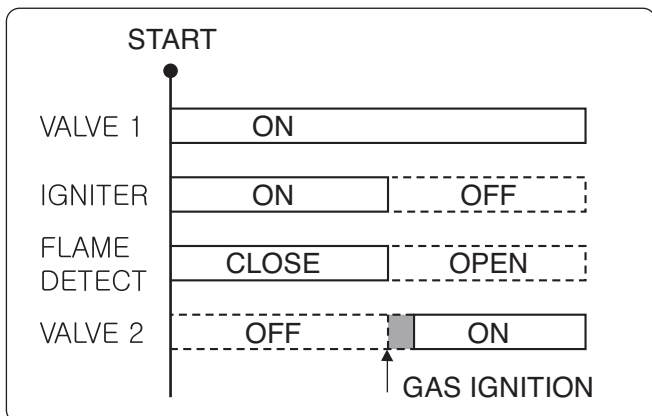 START
VALVE 1 ON
IGNITER ON OFF
FLAME
DETECT CLOSE OPEN
VALVE 2 OFF ON
GAS IGNITION